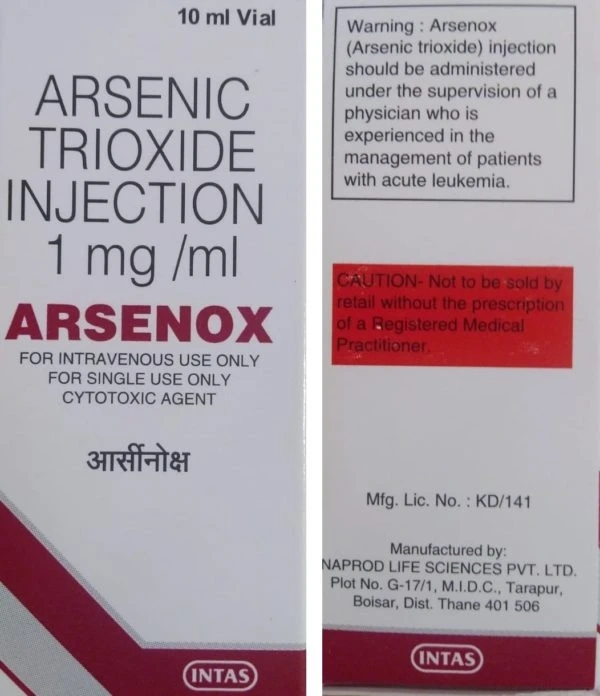 10 ml Vial
ARSENIC
TRIOXIDE
INJECTION
1 mg /ml
ARSENOX
FOR INTRAVENOUS USE ONLY
FOR SINGLE USE ONLY
CYTOTOXIC AGENT
आर्सीनोक्ष
INTAS
Warning : Arsenox
(Arsenic trioxide) injection
should be administered
under the supervision of a
physician who is
experienced in the
management of patients
with acute leukemia.
CAUTION- Not to be sold by
retail without the prescription
of a Registered Medical
Practitioner.
Mfg. Lic. No. : KD/141
Manufactured by:
NAPROD LIFE SCIENCES PVT. LTD.
Plot No. G-17/1, M.I.D.C., Tarapur,
Boisar, Dist. Thane 401 506
INTAS